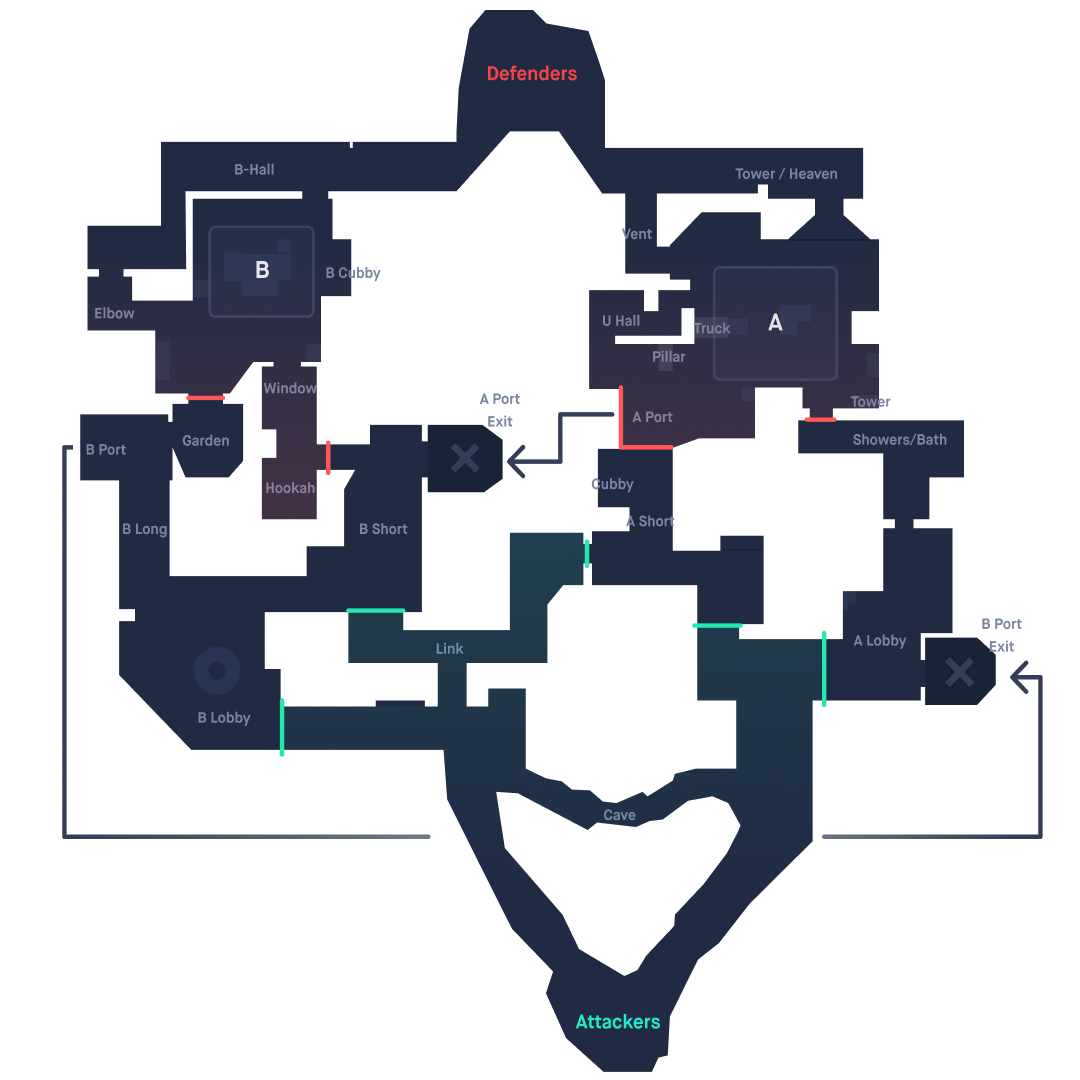 Defenders
B-Hall
Tower / Heaven
Vent
B
B Cubby
Elbow
U Hall
Truck
A
Pillar
Window
A Port
Exit
A Port
Tower
Garden
B Port
Showers/Bath
Hookah
Cubby
B Long
B Short
A Short
Link
A Lobby
B Port
Exit
B Lobby
Cave
Attackers